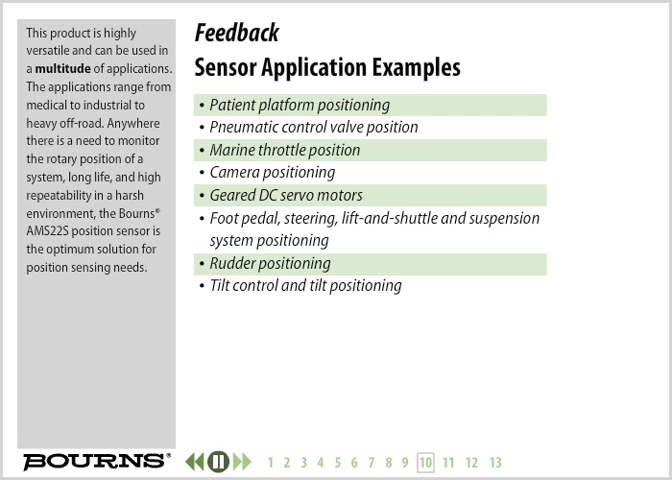 This product is highly
versatile and can be used in
a multitude of applications.
The applications range from
medical to industrial to
heavy off-road. Anywhere
there is a need to monitor
the rotary position of a
system, long life, and high
repeatability in a harsh
environment, the Bourns®
AMS22S position sensor is
the optimum solution for
position sensing needs.
Feedback
Sensor Application Examples
• Patient platform positioning
• Pneumatic control valve position
• Marine throttle position
• Camera positioning
• Geared DC servo motors
• Foot pedal, steering, lift-and-shuttle and suspension
system positioning
• Rudder positioning
• Tilt control and tilt positioning
BOURNS® 1 2 3 4 5 6 7 8 9 10 11 12 13